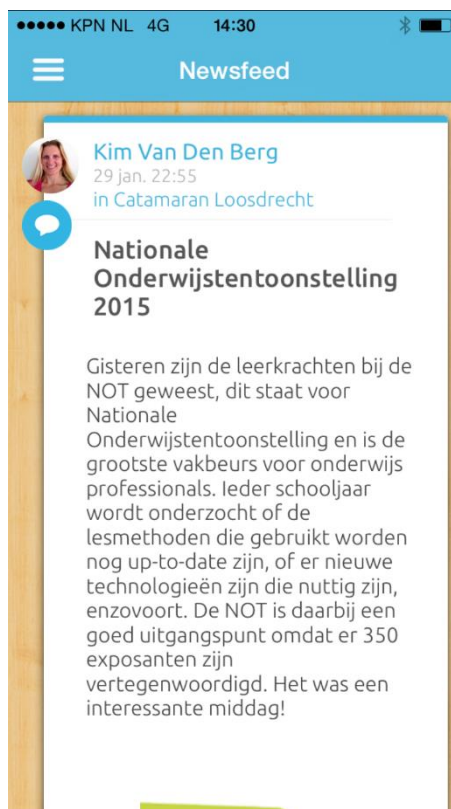 KPN NL 4G 14:30
Newsfeed
Kim Van Den Berg
29 jan. 22:55
in Catamaran Loosdrecht
Nationale
Onderwijstentoonstelling
2015
Gisteren zijn de leerkrachten bij de
NOT geweest, dit staat voor
Nationale
Onderwijstentoonstelling en is de
grootste vakbeurs voor onderwijs
professionals. Ieder schooljaar
wordt onderzocht of de
lesmethoden die gebruikt worden
nog up-to-date zijn, of er nieuwe
technologieën zijn die nuttig zijn,
enzovoort. De NOT is daarbij een
goed uitgangspunt omdat er 350
exposanten zijn
vertegenwoordigd. Het was een
interessante middag!